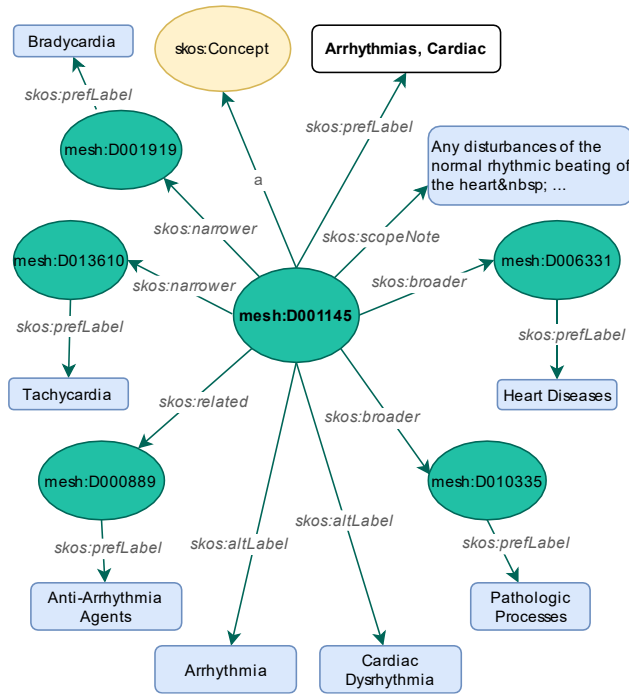 Bradycardia
skos:Concept
Arrhythmias, Cardiac
skos:prefLabel
skos:prefLabel
mesh:D001919
Any disturbances of the
normal rhythmic beating of
the heart&nbsp; ...
a
skos:narrower
skos:scopeNote
mesh:D013610
skos:narrower
skos:broader
mesh:D006331
mesh:D001145
skos:prefLabel
skos:prefLabel
Tachycardia
skos:related
skos:broader
Heart Diseases
mesh:D000889
mesh:D010335
skos:altLabel
skos:altLabel
skos:prefLabel
skos:prefLabel
Anti-Arrhythmia
Agents
Pathologic
Processes
Arrhythmia
Cardiac
Dysrhythmia